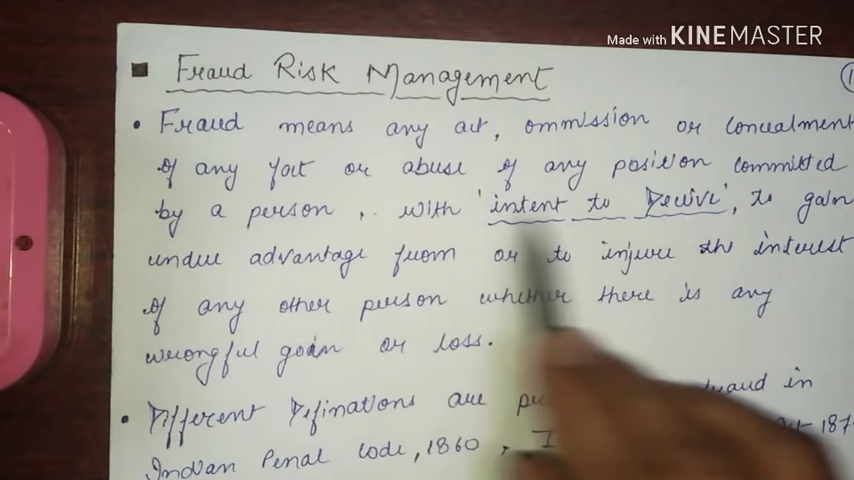 Made with KINEMASTER
Fraud Risk Management
Fraud means any act, ommission or concealment
of any fact or abuse of any position committed
by a person, with 'intent to Deceive', to gain
undue advantage from or to injure the interest
of any other person whether there is any
wrongful gain or loss.
Different Definations are in
Indian Penal Code, 1860,